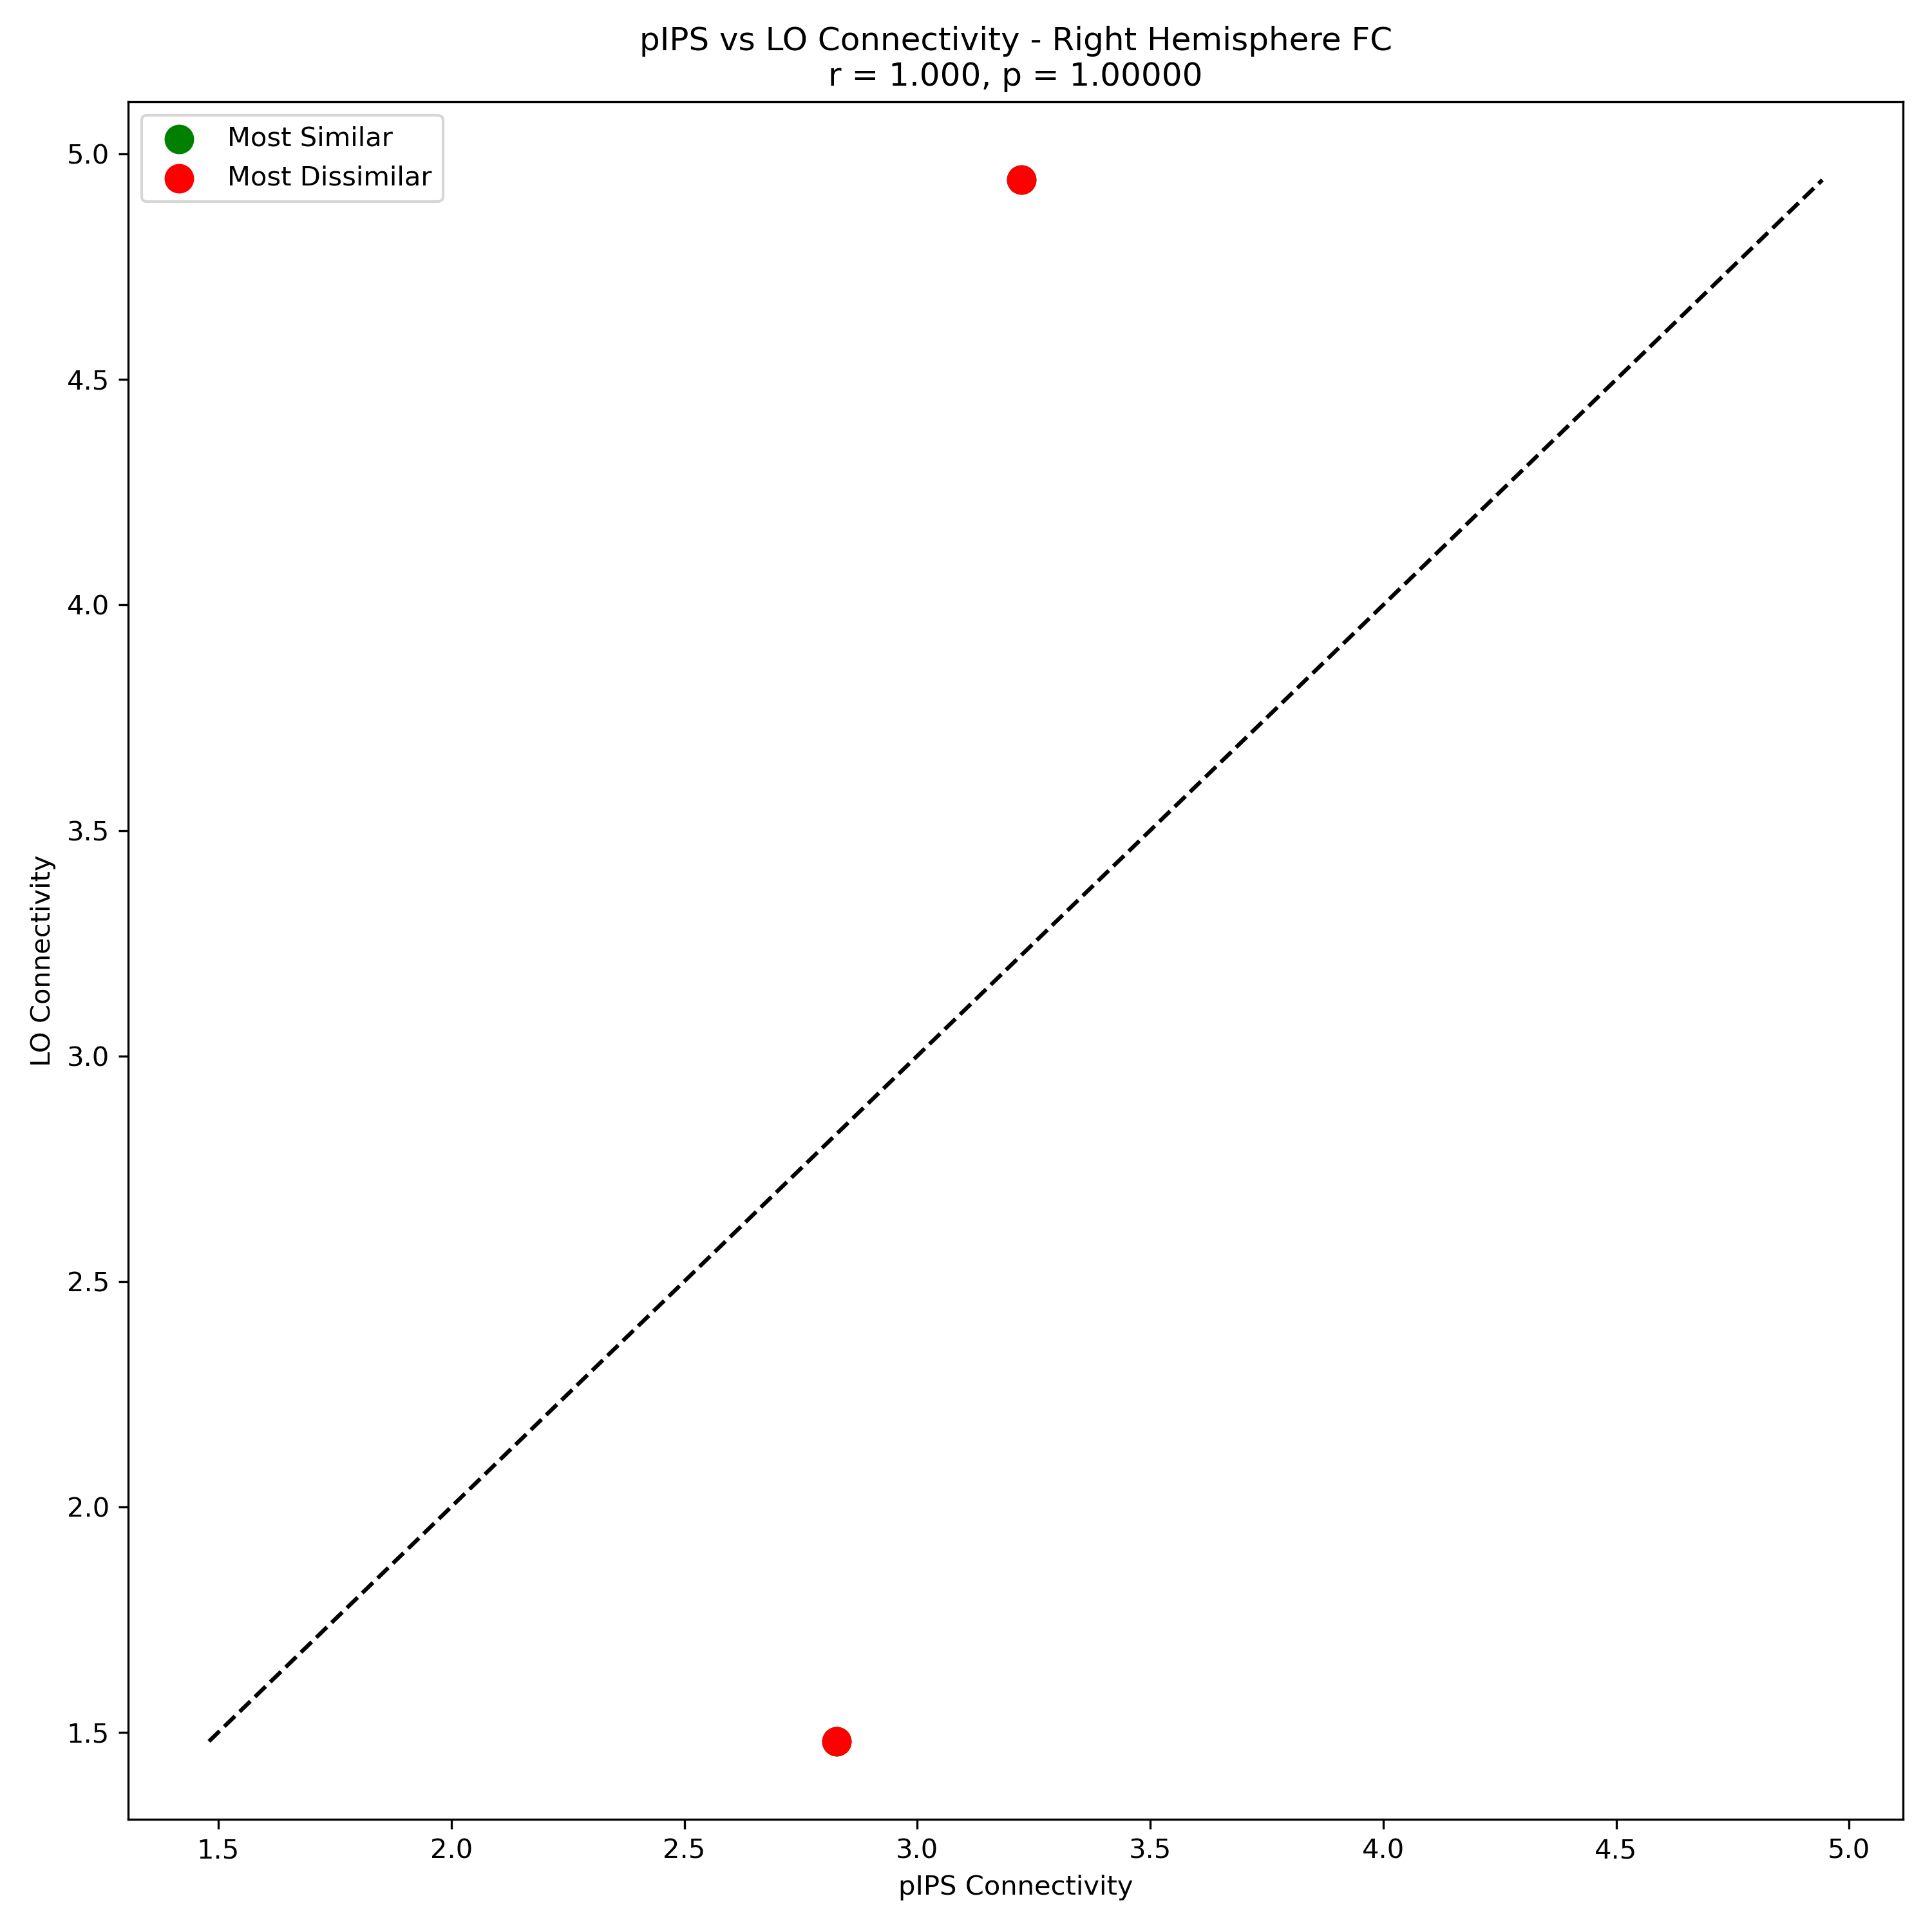 pIPS vs LO Connectivity - Right Hemisphere FC
r = 1.000, p = 1.00000
Most Similar
Most Dissimilar
5.0
4.5
4.0
3.5
3.0
2.5
2.0
1.5
LO Connectivity
1.5 2.0 2.5 3.0 3.5 4.0 4.5 5.0
pIPS Connectivity